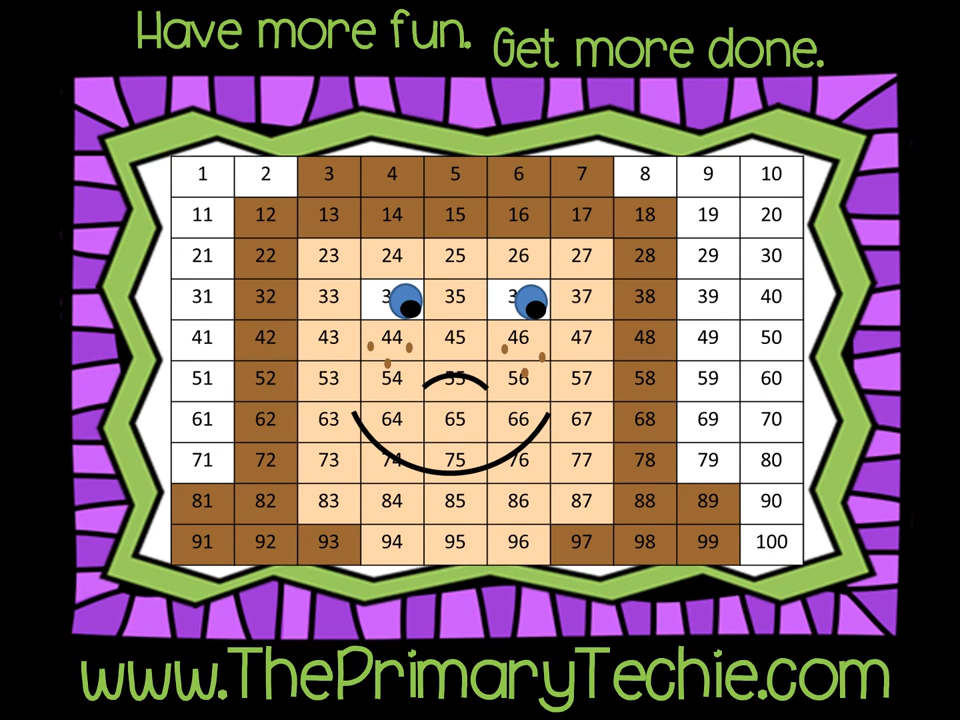 Have more fun. Get more done.
1 2 3 4 5 6 7 8 9 10
11 12 13 14 15 16 17 18 19 20
21 22 23 24 25 26 27 28 29 30
31 32 33 3 35 3 37 38 39 40
41 42 43 44 45 46 47 48 49 50
51 52 53 54 55 56 57 58 59 60
61 62 63 64 65 66 67 68 69 70
71 72 73 74 75 76 77 78 79 80
81 82 83 84 85 86 87 88 89 90
91 92 93 94 95 96 97 98 99 100
www.ThePrimaryTechie.com